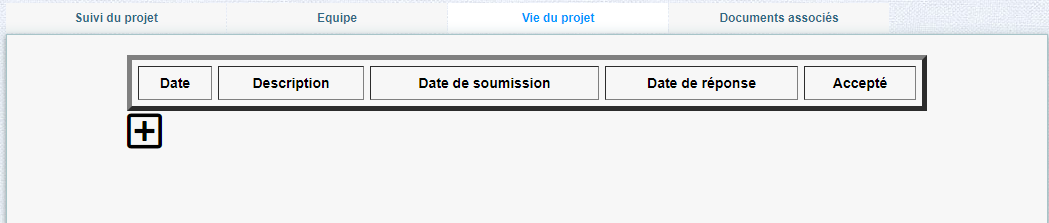 Suivi du projet Equipe Vie du projet Documents associés
Date Description Date de soumission Date de réponse Accepté